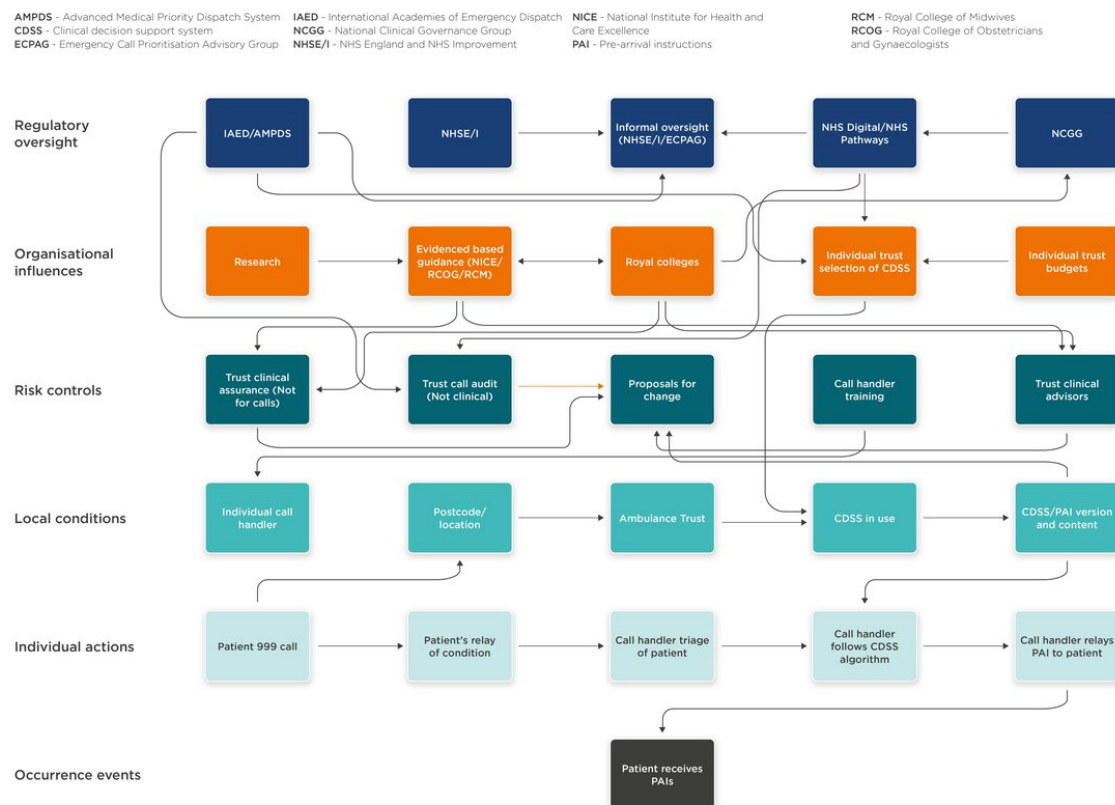 AMPDS - Advanced Medical Priority Dispatch System
CDSS - Clinical decision support system
ECPAG - Emergency Call Prioritisation Advisory Group
IAED - International Academies of Emergency Dispatch
NCGG - National Clinical Governance Group
NHSE/I - NHS England and NHS Improvement
NICE - National Institute for Health and
Care Excellence
PAI - Pre-arrival instructions
RCM - Royal College of Midwives
RCOG - Royal College of Obstetricians
and Gynaecologists
Regulatory
oversight
IAED/AMPDS
NHSE/I
Informal oversight
(NHSE/I/ECPAG)
NHS Digital/NHS
Pathways
NCGG
Organisational
influences
Research
Evidenced based
guidance (NICE/
RCOG/RCM)
Royal colleges
Individual trust
selection of CDSS
Individual trust
budgets
Risk controls
Trust clinical
assurance (Not
for calls)
Trust call audit
(Not clinical)
Proposals for
change
Call handler
training
Trust clinical
advisors
Local conditions
Individual call
handler
Postcode/
location
Ambulance Trust
CDSS in use
CDSS/PAI version
and content
Individual actions
Patient 999 call
Patient's relay
of condition
Call handler triage
of patient
Call handler
follows CDSS
algorithm
Call handler relays
PAI to patient
Occurrence events
Patient receives
PAIs